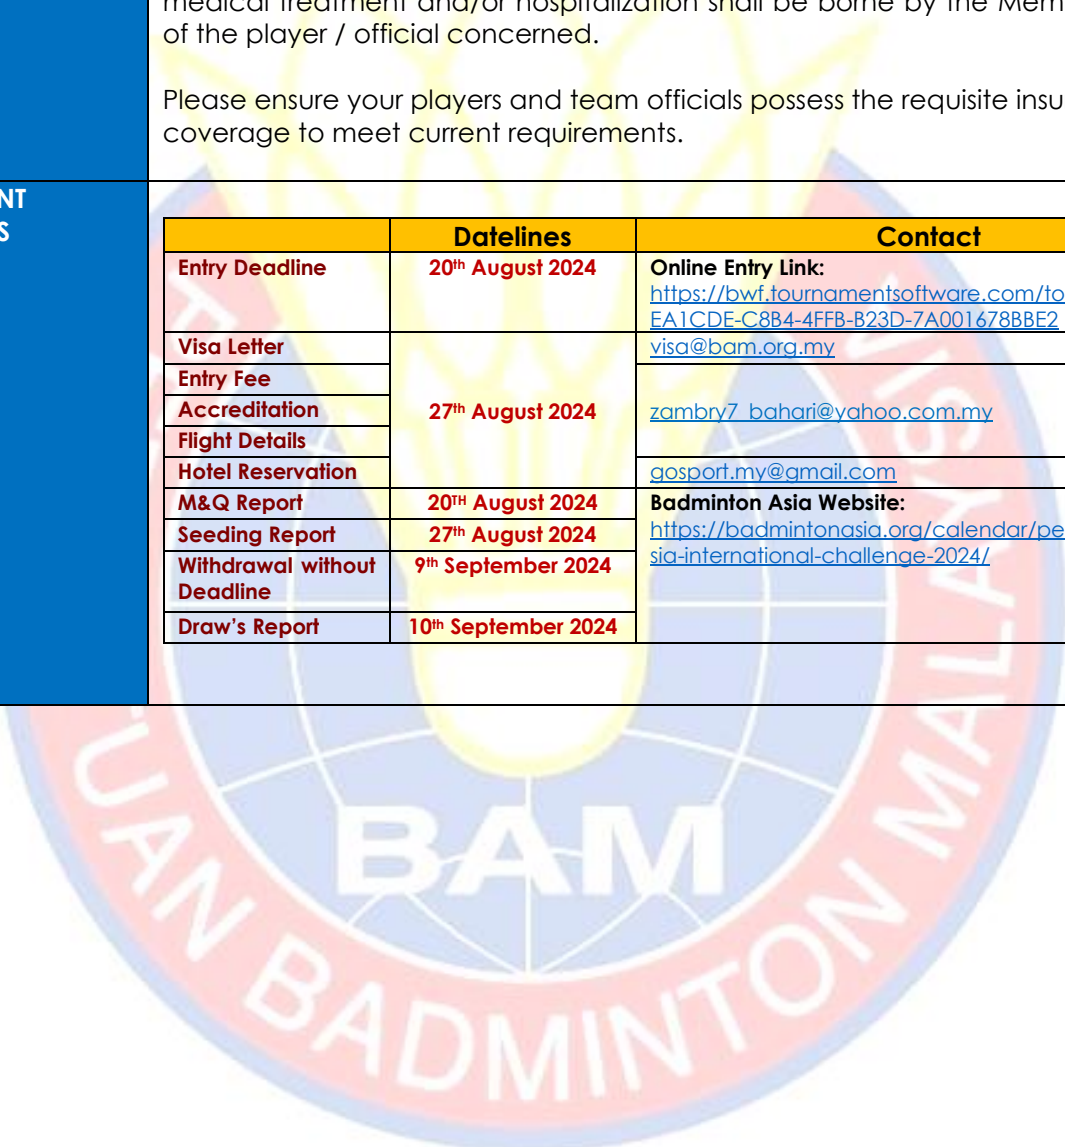 medical treatment and/or hospitalization shall be borne by the
of the player / official concerned.
Please ensure your players and team officials possess the requisite
coverage to meet current requirements.
Datelines Contact
Entry Deadline 20th August 2024 Online Entry Link:
https://bwf.tournamentsoftware.com/to
EA1CDE-C8B4-4FFB-B23D-7A001678BBE2
Visa Letter visa@bam.org.my
Entry Fee
Accreditation 27th August 2024 zambry7_bahari@yahoo.com.my
Flight Details
Hotel Reservation gosport.my@gmail.com
M&Q Report 20TH August 2024 Badminton Asia Website:
Seeding Report 27th August 2024 https://badmintonasia.org/calendar/pe
Withdrawal without 9th September 2024 sia-international-challenge-2024/
Deadline
Draw's Report 10th September 2024
BAM
UAN BADMINTON MALAYSI